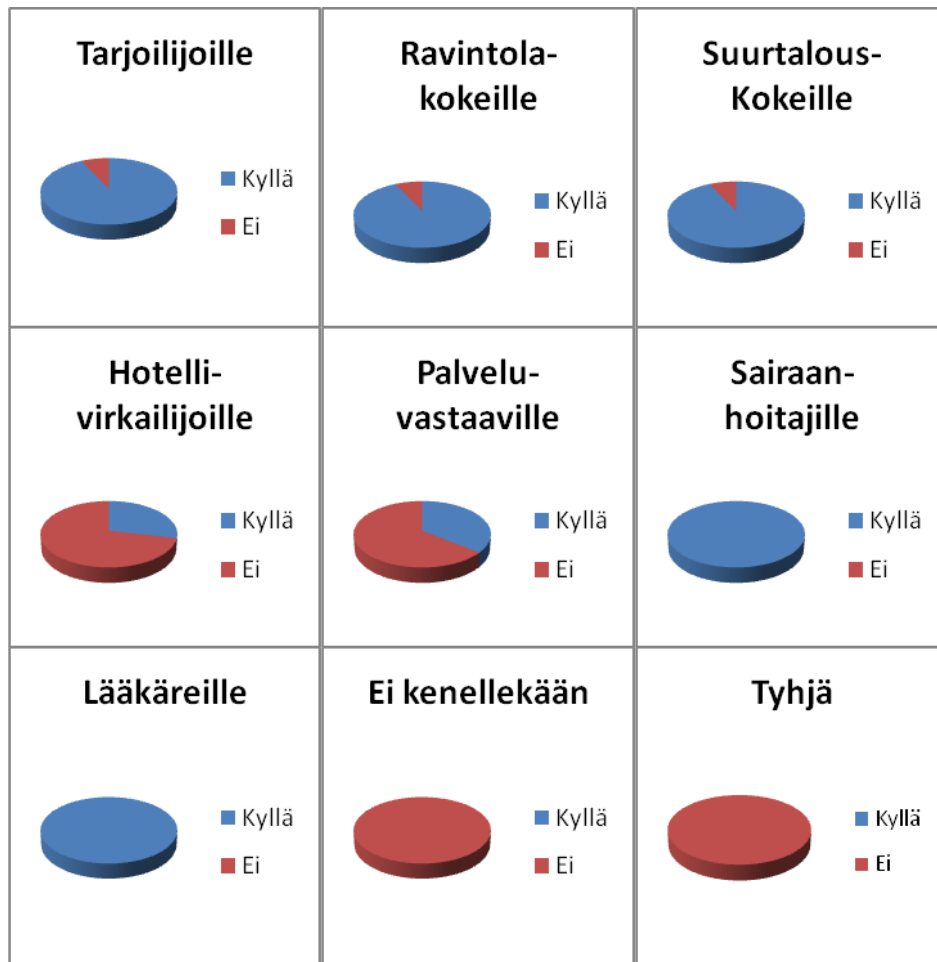 Tarjoilijoille
Kyllä
Ei
Ravintola-
kokeille
Kyllä
Ei
Suurtalous-
Kokeille
Kyllä
Ei
Hotelli-
virkailijoille
Kyllä
Ei
Palvelu-
vastaaville
Kyllä
Ei
Sairaan-
hoitajille
Kyllä
Ei
Lääkäreille
Kyllä
Ei
Ei kenellekään
Kyllä
Ei
Tyhjä
Kyllä
Ei